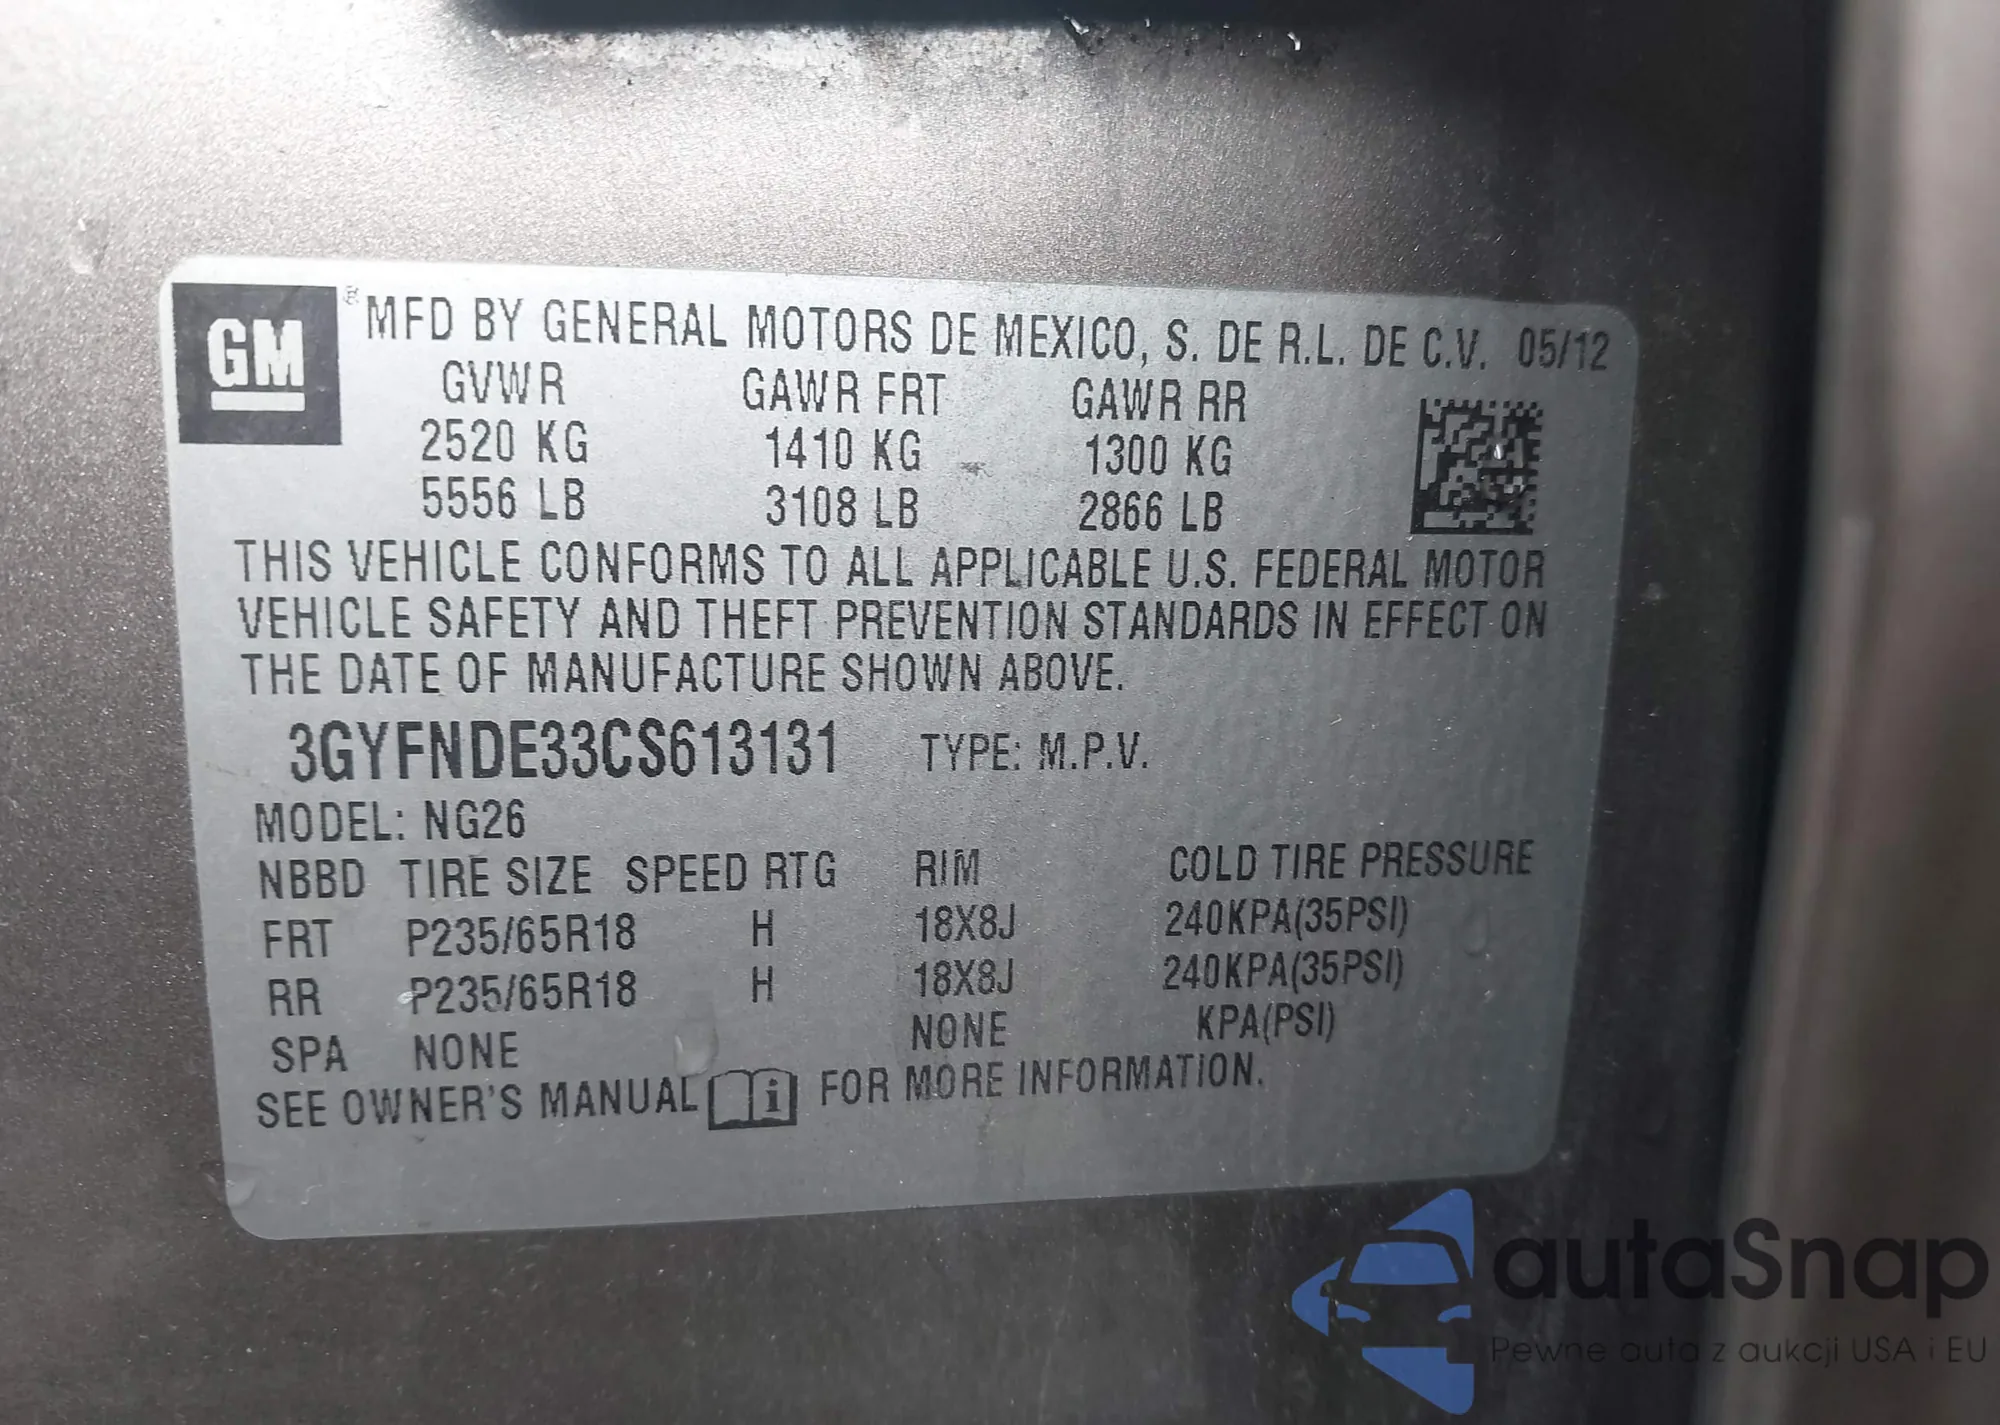 GM ® MFD BY GENERAL MOTORS DE MEXICO, S. DE R.L. DE C.V. 05/12
GVWR GAWR FRT GAWR RR
2520 KG 1410 KG 1300 KG
5556 LB 3108 LB 2866 LB
THIS VEHICLE CONFORMS TO ALL APPLICABLE U.S. FEDERAL MOTOR
VEHICLE SAFETY AND THEFT PREVENTION STANDARDS IN EFFECT ON
THE DATE OF MANUFACTURE SHOWN ABOVE.
3GYFNDE33CS613131 TYPE: M.P.V.
MODEL: NG26
NBBD TIRE SIZE SPEED RTG RIM COLD TIRE PRESSURE
FRT P235/65R18 H 18X8J 240KPA(35PSI)
RR P235/65R18 H 18X8J 240KPA(35PSI)
SPA NONE NONE KPA(PSI)
SEE OWNER'S MANUAL i FOR MORE INFORMATION.
autaSnap
Pewne auta z aukcji USA i EU